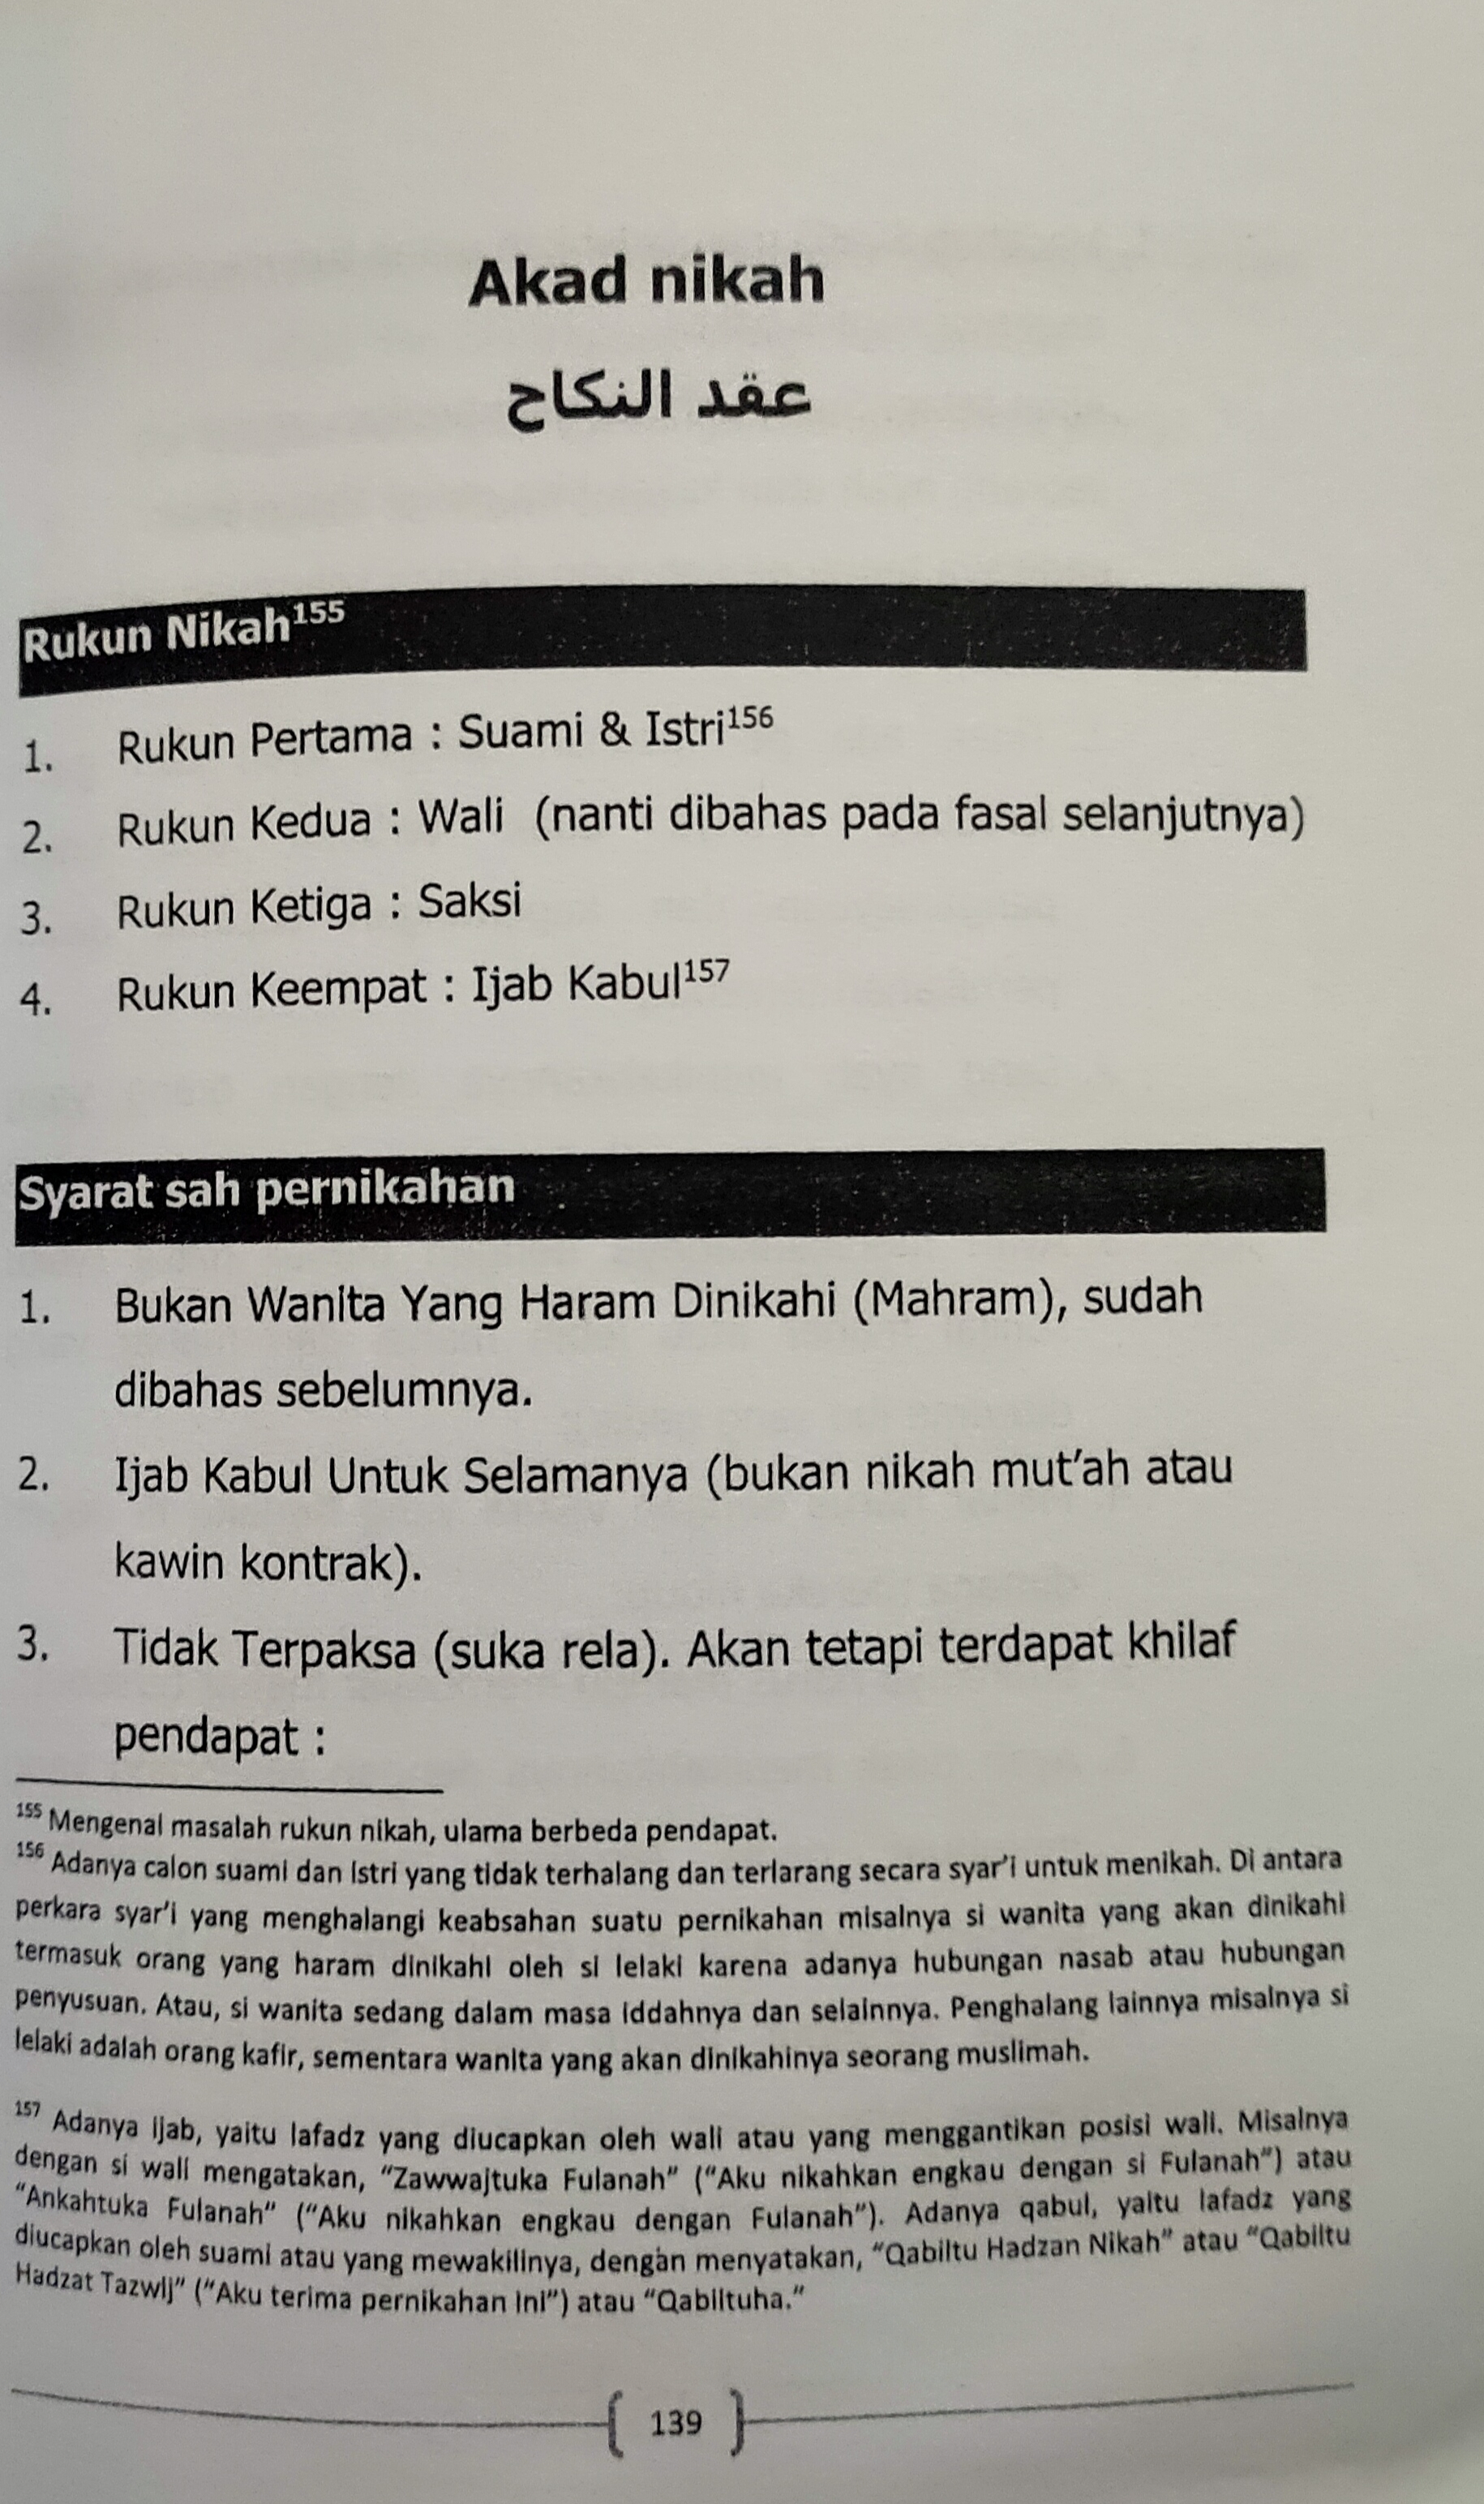 Akad nikah
عقد النكاح
Rukun Nikah155
1. Rukun Pertama : Suami & Istri156
2. Rukun Kedua : Wali (nanti dibahas pada fasal selanjutnya)
3. Rukun Ketiga : Saksi
4. Rukun Keempat : Ijab Kabul157
Syarat sah pernikahan
1. Bukan Wanita Yang Haram Dinikahi (Mahram), sudah
dibahas sebelumnya.
2. Ijab Kabul Untuk Selamanya (bukan nikah mut’ah atau
kawin kontrak).
3. Tidak Terpaksa (suka rela). Akan tetapi terdapat khilaf
pendapat :
155 Mengenai masalah rukun nikah, ulama berbeda pendapat.
156 Adanya calon suami dan istri yang tidak terhalang dan terlarang secara syar’i untuk menikah. Di antara
perkara syar’i yang menghalangi keabsahan suatu pernikahan misalnya si wanita yang akan dinikahi
termasuk orang yang haram dinikahi oleh si lelaki karena adanya hubungan nasab atau hubungan
penyusuan. Atau, si wanita sedang dalam masa iddahnya dan selainnya. Penghalang lainnya misalnya si
lelaki adalah orang kafir, sementara wanita yang akan dinikahinya seorang muslimah.
157 Adanya ijab, yaitu lafadz yang diucapkan oleh wali atau yang menggantikan posisi wali. Misalnya
dengan si wali mengatakan, “Zawwajtuka Fulanah” (“Aku nikahkan engkau dengan si Fulanah”) atau
“Ankahtuka Fulanah” (“Aku nikahkan engkau dengan Fulanah”). Adanya qabul, yaitu lafadz yang
diucapkan oleh suami atau yang mewakilinya, dengan menyatakan, “Qabiltu Hadzan Nikah” atau “Qabiltu
Hadzat Tazwij” (“Aku terima pernikahan ini”) atau “Qabiltuha.”
139